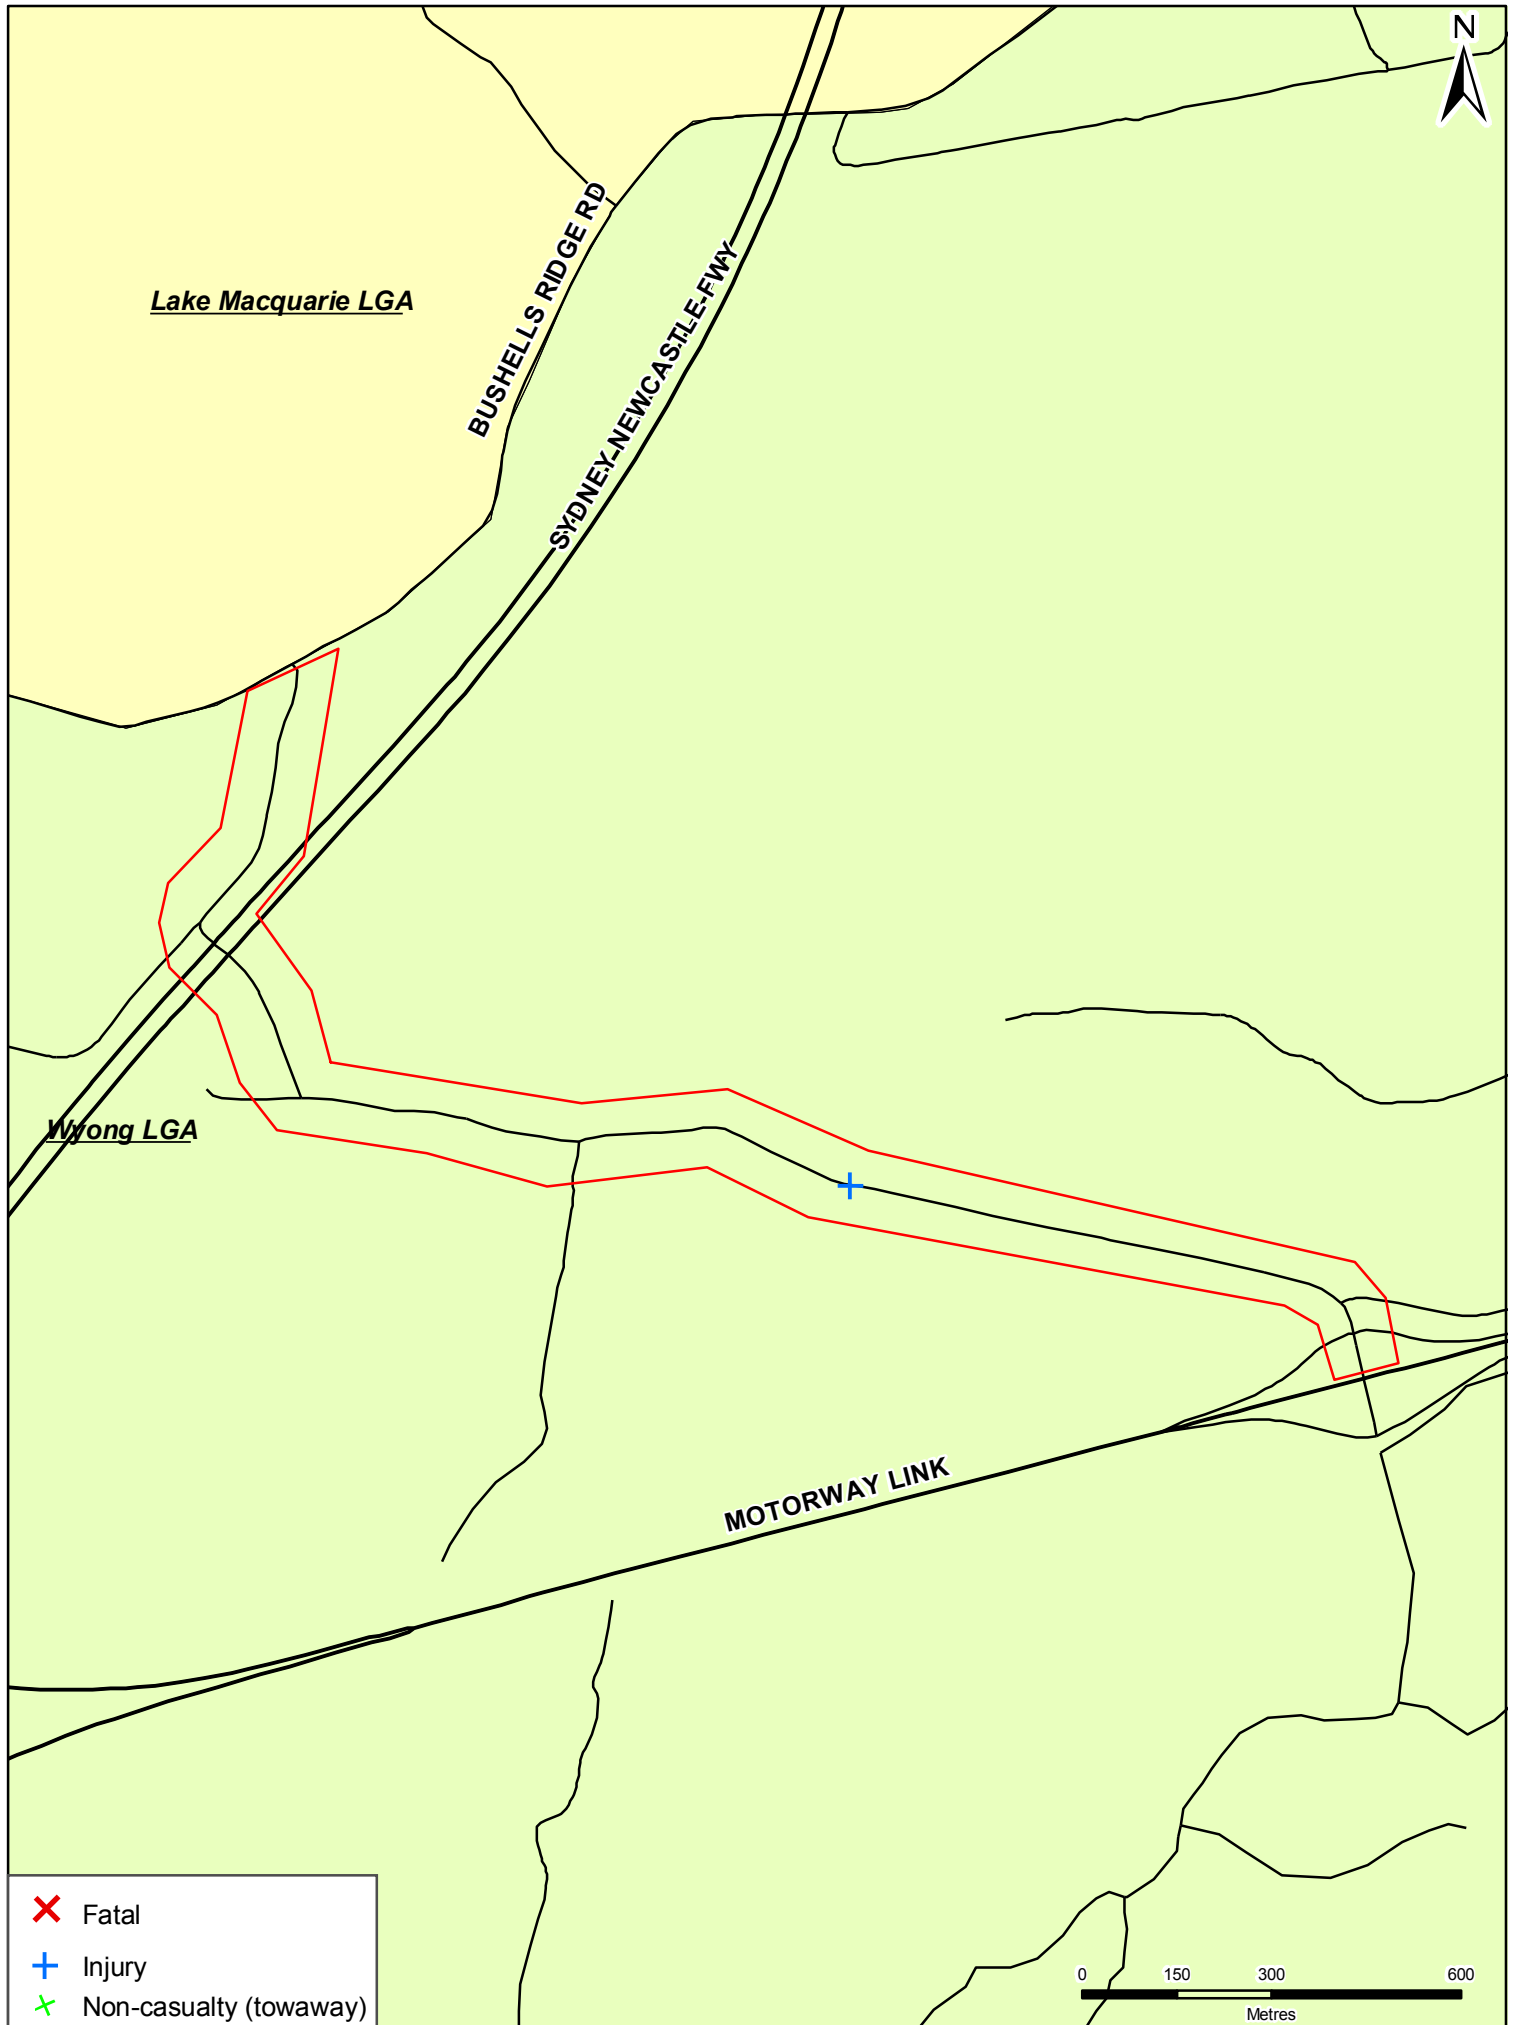 N
BUSHELLS RIDGE RD
SYDNEY-NEWCASTLE-FWY
Lake Macquarie LGA
Wyong LGA
MOTORWAY LINK
Fatal
Injury
Non-casualty (towaway)
0 150 300 600
Metres